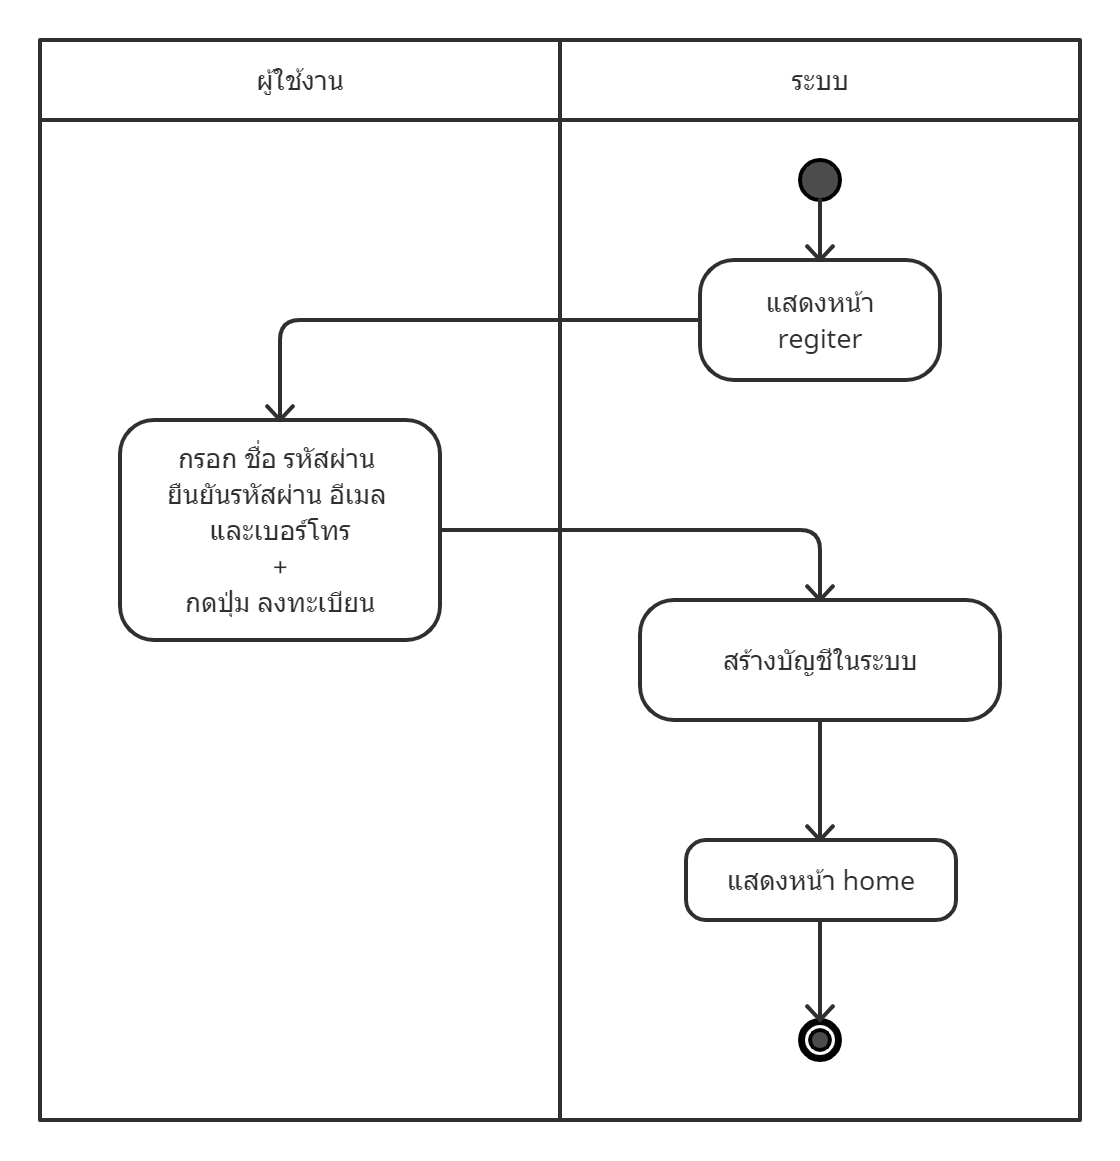 ผู้ใช้งาน
ระบบ
แสดงหน้า
regiter
กรอก ชื่อ รหัสผ่าน
ยืนยันรหัสผ่าน อีเมล
และเบอร์โทร
+
กดปุ่ม ลงทะเบียน
สร้างบัญชีในระบบ
แสดงหน้า home